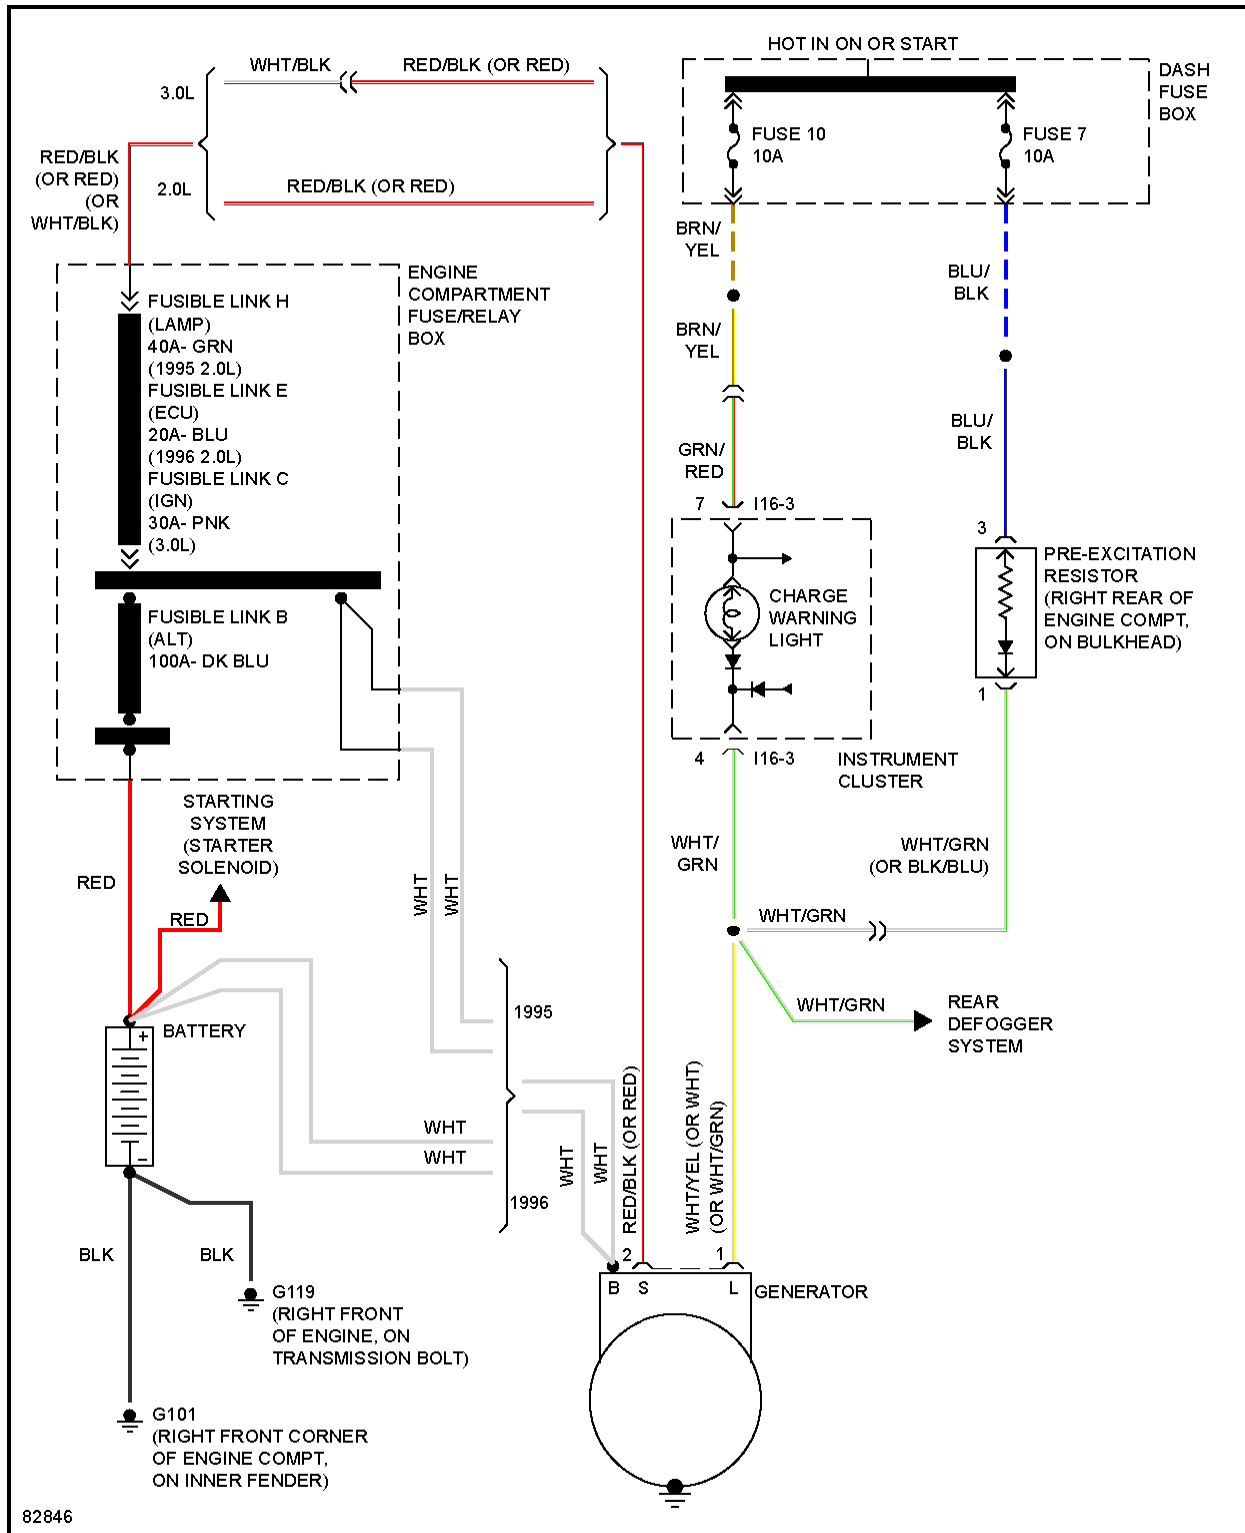 HOT IN ON OR START
WHT/BLK
RED/BLK (OR RED)
3.0L
RED/BLK
(OR RED)
(OR
WHT/BLK)
2.0L
RED/BLK (OR RED)
DASH
FUSE
BOX
FUSE 10
10A
FUSE 7
10A
BRN/
YEL
BLU/
BLK
BRN/
YEL
BLU/
BLK
GRN/
RED
ENGINE
COMPARTMENT
FUSE/RELAY
BOX
FUSIBLE LINK H
(LAMP)
40A- GRN
(1995 2.0L)
FUSIBLE LINK E
(ECU)
20A- BLU
(1996 2.0L)
FUSIBLE LINK C
(IGN)
30A- PNK
(3.0L)
FUSIBLE LINK B
(ALT)
100A- DK BLU
7
I16-3
3
CHARGE
WARNING
LIGHT
PRE-EXCITATION
RESISTOR
(RIGHT REAR OF
ENGINE COMPT,
ON BULKHEAD)
1
4
I16-3
INSTRUMENT
CLUSTER
STARTING
SYSTEM
(STARTER
SOLENOID)
RED
RED
WHT
WHT
WHT/
GRN
WHT/GRN
(OR BLK/BLU)
WHT/GRN
WHT/GRN
REAR
DEFOGGER
SYSTEM
BATTERY
+
-
1995
WHT
WHT
1996
WHT
WHT
RED/BLK (OR RED)
WHT/YEL (OR WHT)
(OR WHT/GRN)
BLK
BLK
2
1
B
S
L
GENERATOR
G119
(RIGHT FRONT
OF ENGINE, ON
TRANSMISSION BOLT)
G101
(RIGHT FRONT CORNER
OF ENGINE COMPT,
ON INNER FENDER)
82846